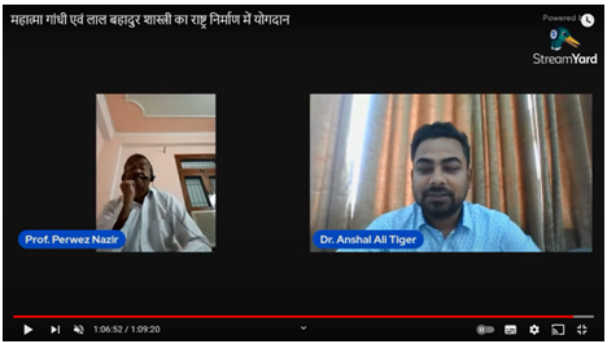 महात्मा गांधी एवं लाल बहादुर शास्त्री का राष्ट्र निर्माण में योगदान
Powered
StreamYard
Prof. Perwez Nazir
Dr. Anshal Ali Tiger
1:06:52 / 1:09:20